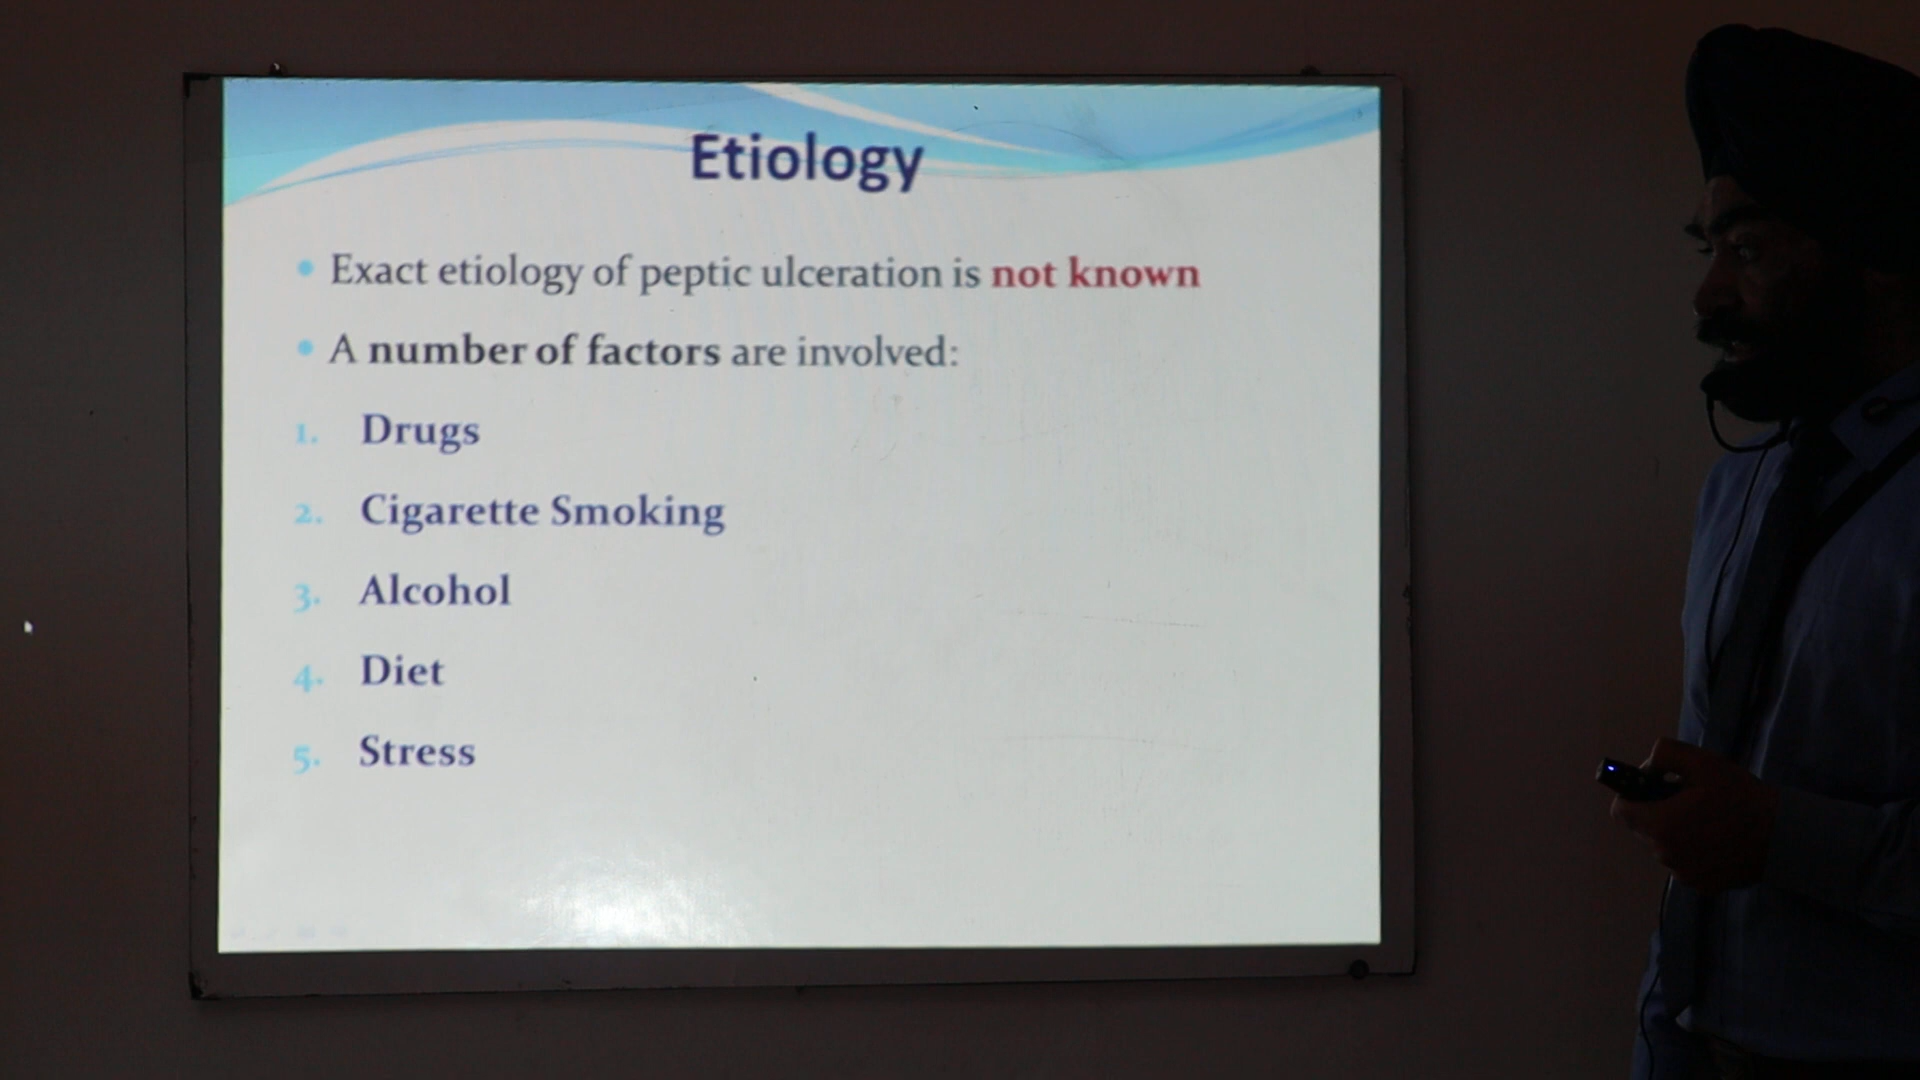 Etiology
• Exact etiology of peptic ulceration is not known
• A number of factors are involved:
1. Drugs
2. Cigarette Smoking
3. Alcohol
4. Diet
5. Stress